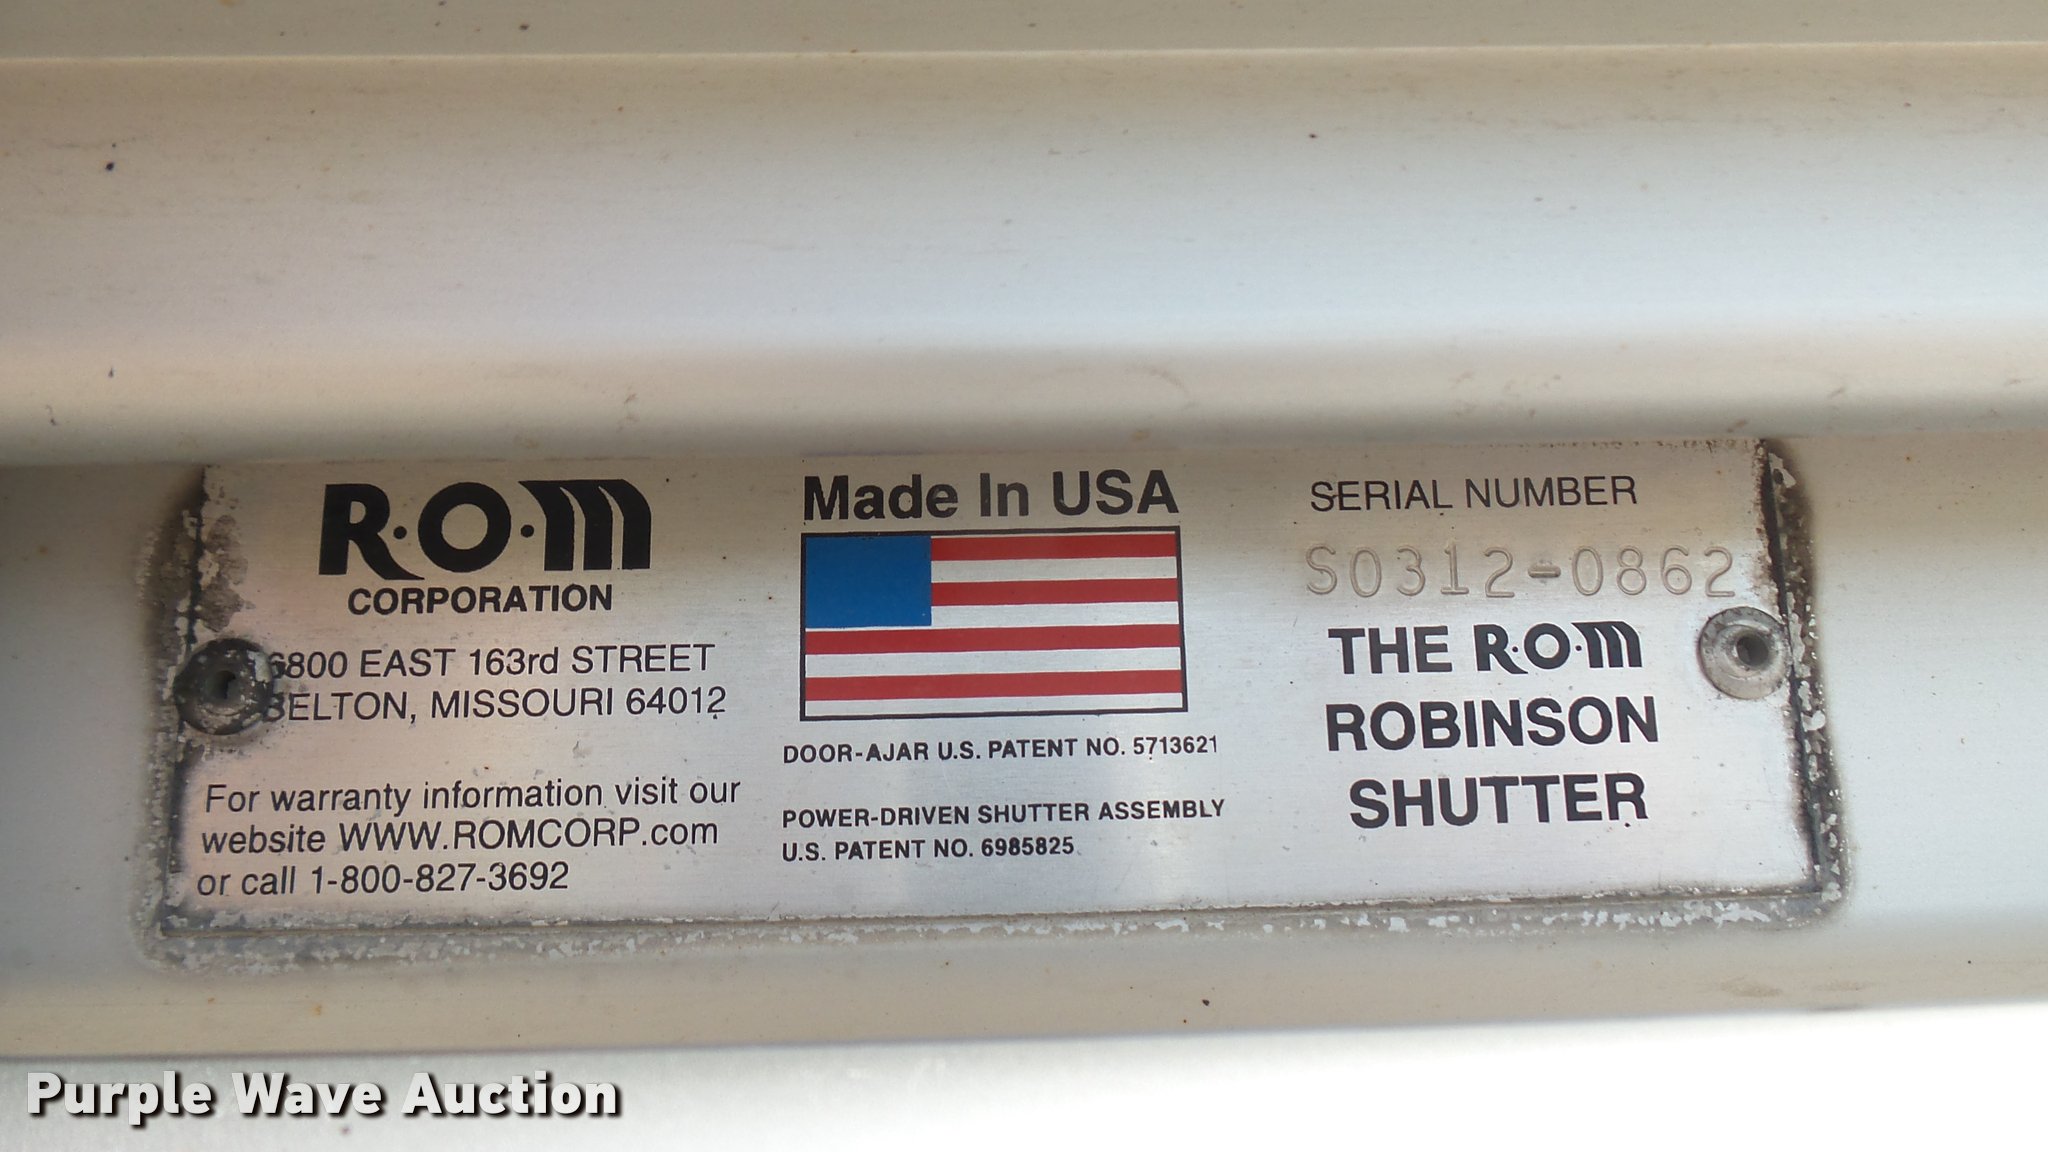 R·O·M
CORPORATION
6800 EAST 163rd STREET
BELTON, MISSOURI 64012
For warranty information visit our
website WWW.ROMCORP.com
or call 1-800-827-3692
Made In USA
DOOR-AJAR U.S. PATENT NO. 5713621
POWER-DRIVEN SHUTTER ASSEMBLY
U.S. PATENT NO. 6985825
SERIAL NUMBER
S0312-0862
THE R·O·M
ROBINSON
SHUTTER
Purple Wave Auction